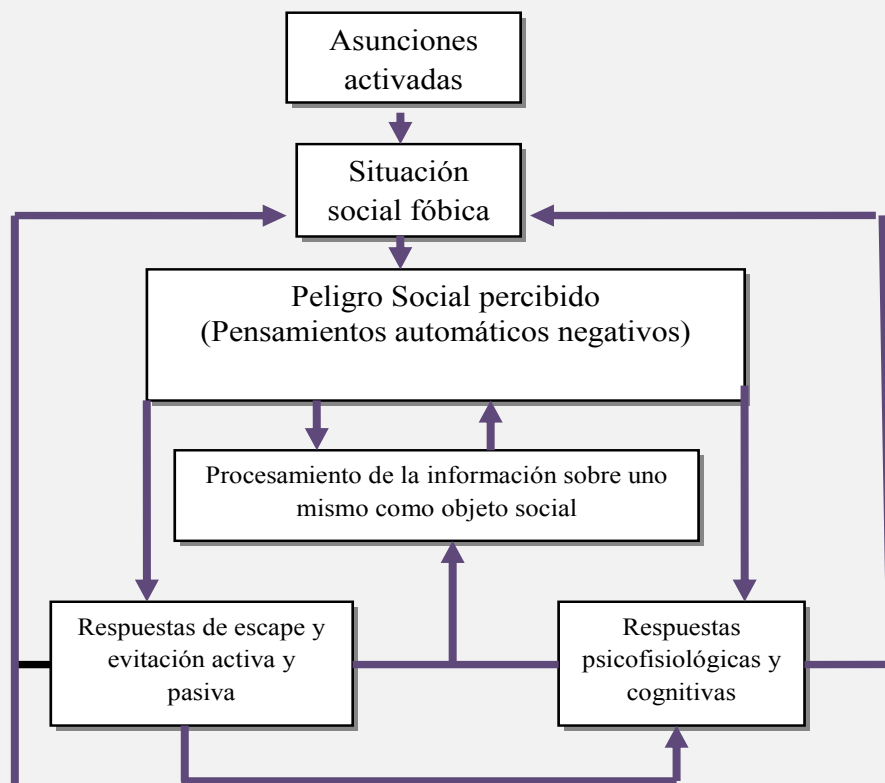 Asunciones
activadas
Situación
social fóbica
Peligro Social percibido
(Pensamientos automáticos negativos)
Procesamiento de la información sobre uno
mismo como objeto social
Respuestas de escape y
evitación activa y
pasiva
Respuestas
psicofisiológicas y
cognitivas